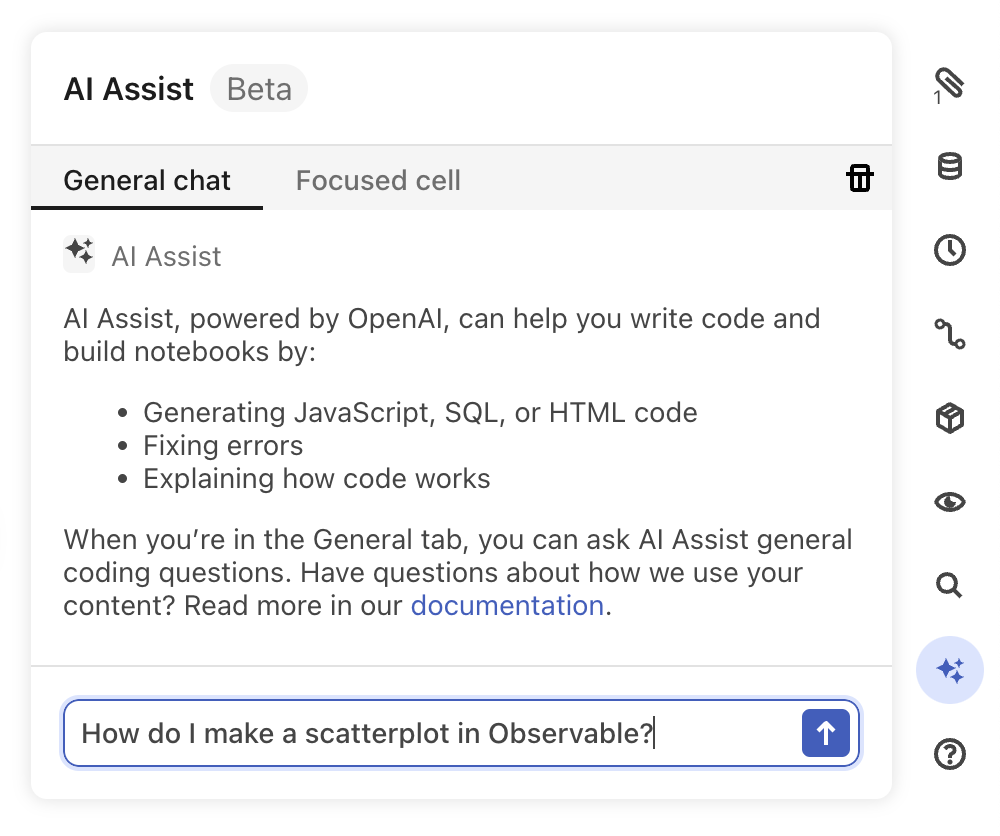 AI Assist Beta
1
General chat Focused cell
AI Assist
AI Assist, powered by OpenAI, can help you write code and
build notebooks by:
• Generating JavaScript, SQL, or HTML code
• Fixing errors
• Explaining how code works
When you’re in the General tab, you can ask AI Assist general
coding questions. Have questions about how we use your
content? Read more in our documentation.
How do I make a scatterplot in Observable?